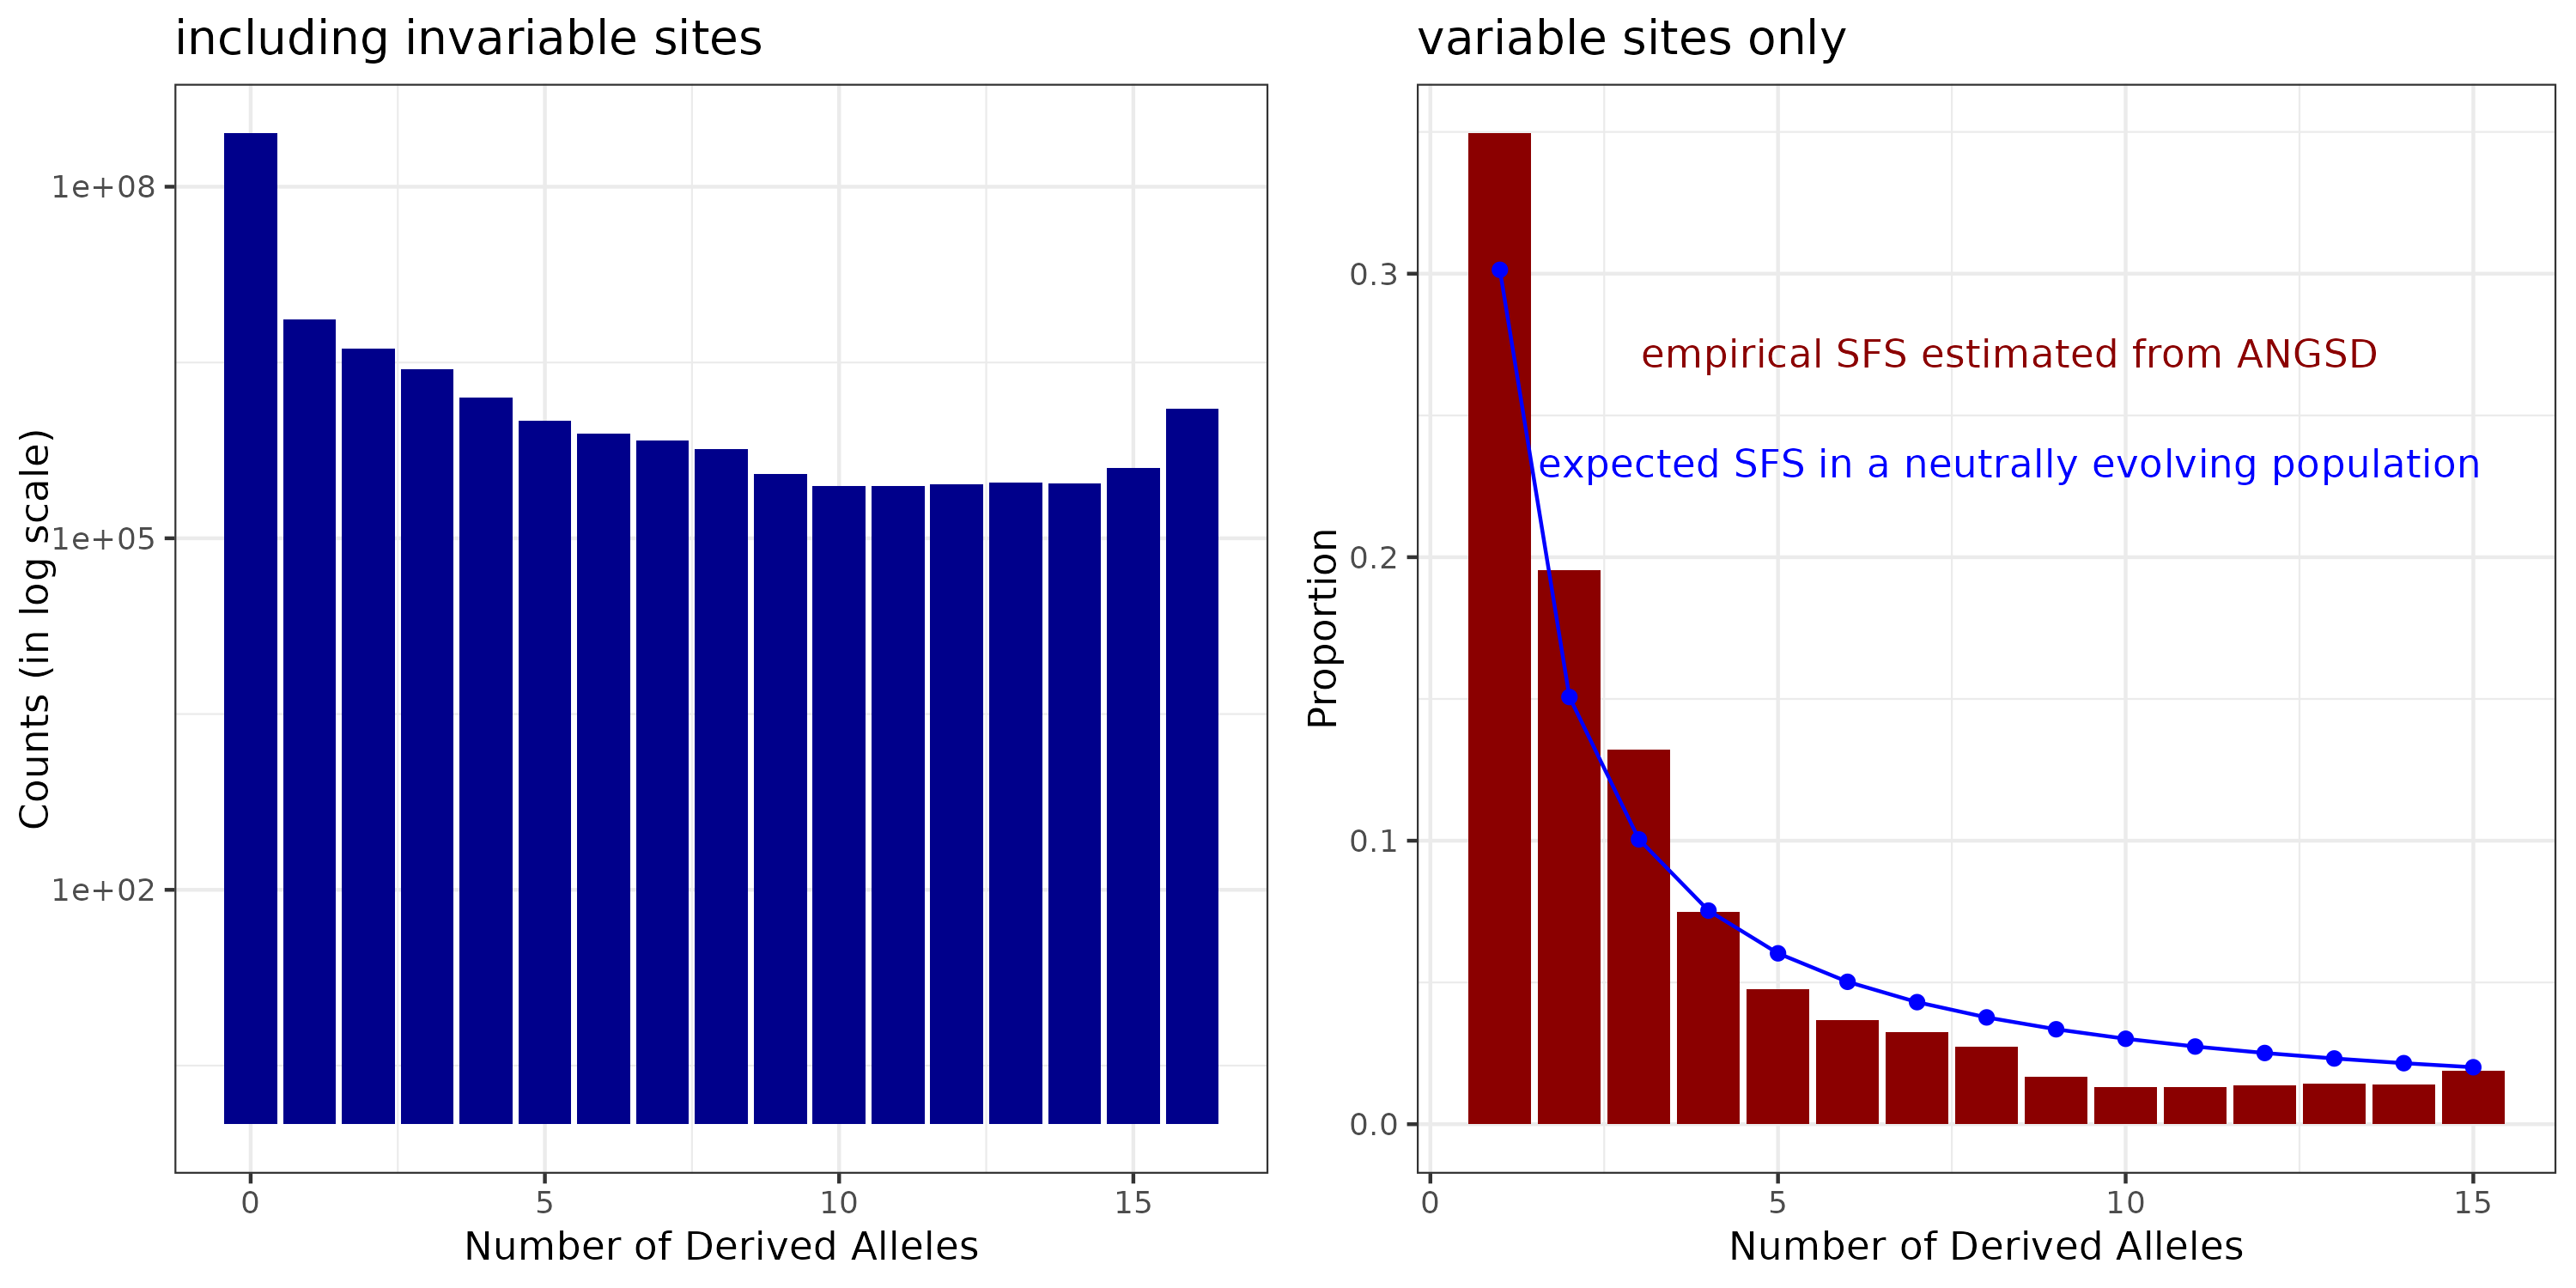 including invariable sites
Counts (in log scale)
1e+08
1e+05
1e+02
0 5 10 15
Number of Derived Alleles
variable sites only
Proportion
0.3
0.2
0.1
0.0
empirical SFS estimated from ANGSD
expected SFS in a neutrally evolving population
0 5 10 15
Number of Derived Alleles